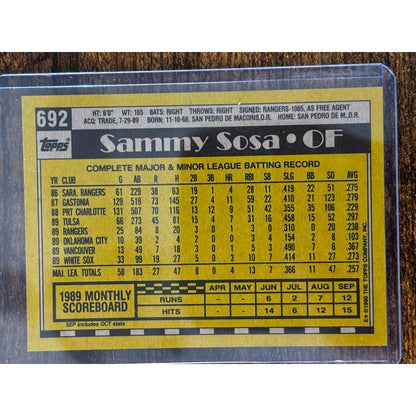 692
Topps
HT: 6'0" WT: 165 BATS: RIGHT THROWS: RIGHT SIGNED: RANGERS-1985, AS FREE AGENT
ACQ: TRADE, 7-29-89 BORN: 11-10-68, SAN PEDRO de MACORIS, D.R. HOME: SAN PEDRO de M., D.R.
Sammy Sosa • OF
COMPLETE MAJOR & MINOR LEAGUE BATTING RECORD
YR CLUB G AB R H 2B 3B HR RBI SB SLG BB SO AVG
86 SARA. RANGERS 61 229 38 63 19 1 4 28 11 .424 22 51 .275
87 GASTONIA 129 519 73 145 27 4 11 59 22 .410 21 123 .279
88 PRT CHARLOTTE 131 507 70 116 13 12 9 51 42 .355 35 106 .229
89 TULSA 66 273 45 81 15 4 7 31 16 .458 15 52 .297
89 RANGERS 25 84 8 20 3 0 1 3 0 .310 0 20 .238
89 OKLAHOMA CITY 10 39 2 4 2 0 0 3 4 .154 2 8 .103
89 VANCOUVER 13 49 7 18 3 0 1 5 3 .490 7 6 .367
89 WHITE SOX 33 99 19 27 5 0 3 10 7 .414 11 27 .273
MAJ. LEA. TOTALS 58 183 27 47 8 0 4 13 7 .366 11 47 .257
1989 MONTHLY
SCOREBOARD
SEP includes OCT stats
APR MAY JUN JUL AUG SEP
RUNS - - 6 2 7 12
HITS - - 14 6 12 15
©1990 THE TOPPS COMPANY, INC.